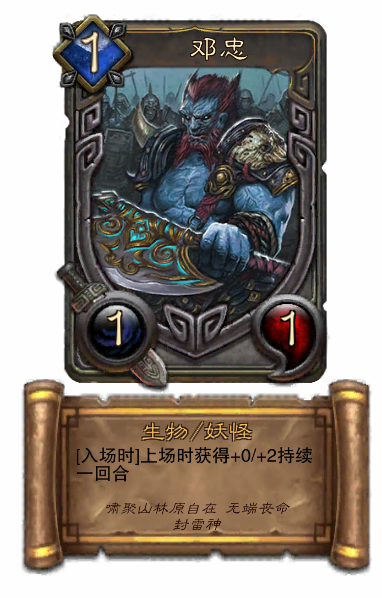 1
邓忠
1
1
生物/妖怪
[入场时]上场时获得+0/+2持续
一回合
啸聚山林原自在 无端丧命
封雷神